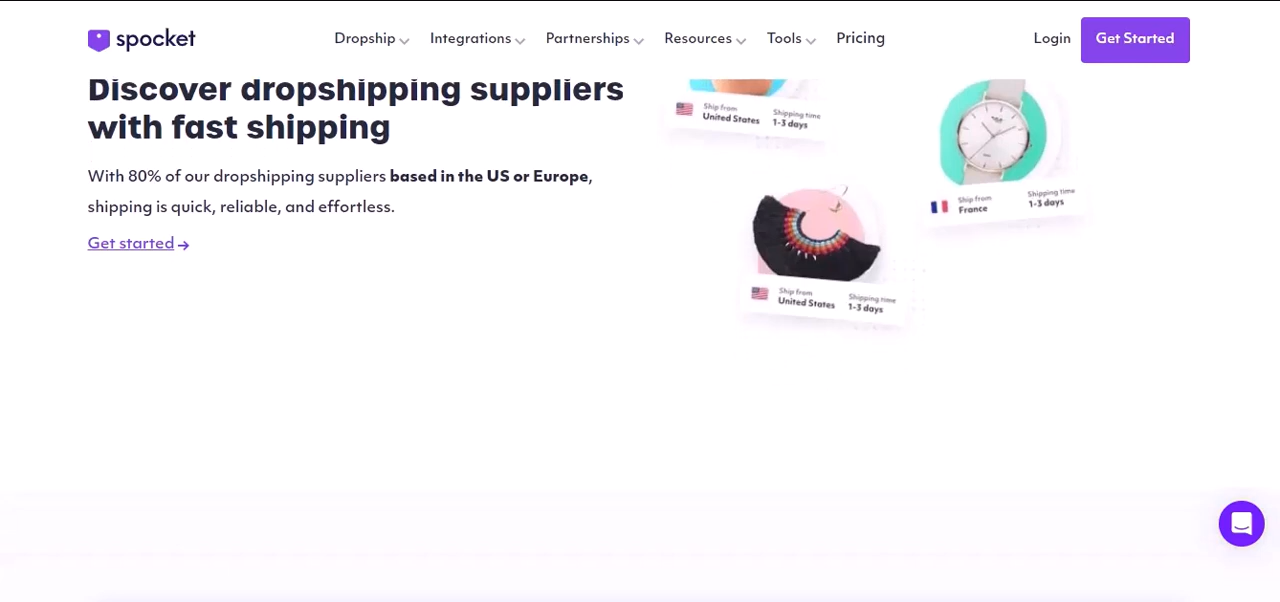 spocket
Dropship
Integrations
Partnerships
Resources
Tools
Pricing
Login
Get Started
Discover dropshipping suppliers
with fast shipping
With 80% of our dropshipping suppliers based in the US or Europe,
shipping is quick, reliable, and effortless.
Get started
Ship from
United States
Shipping time
1-3 days
Ship from
France
Shipping time
1-3 days
Ship from
United States
Shipping time
1-3 days